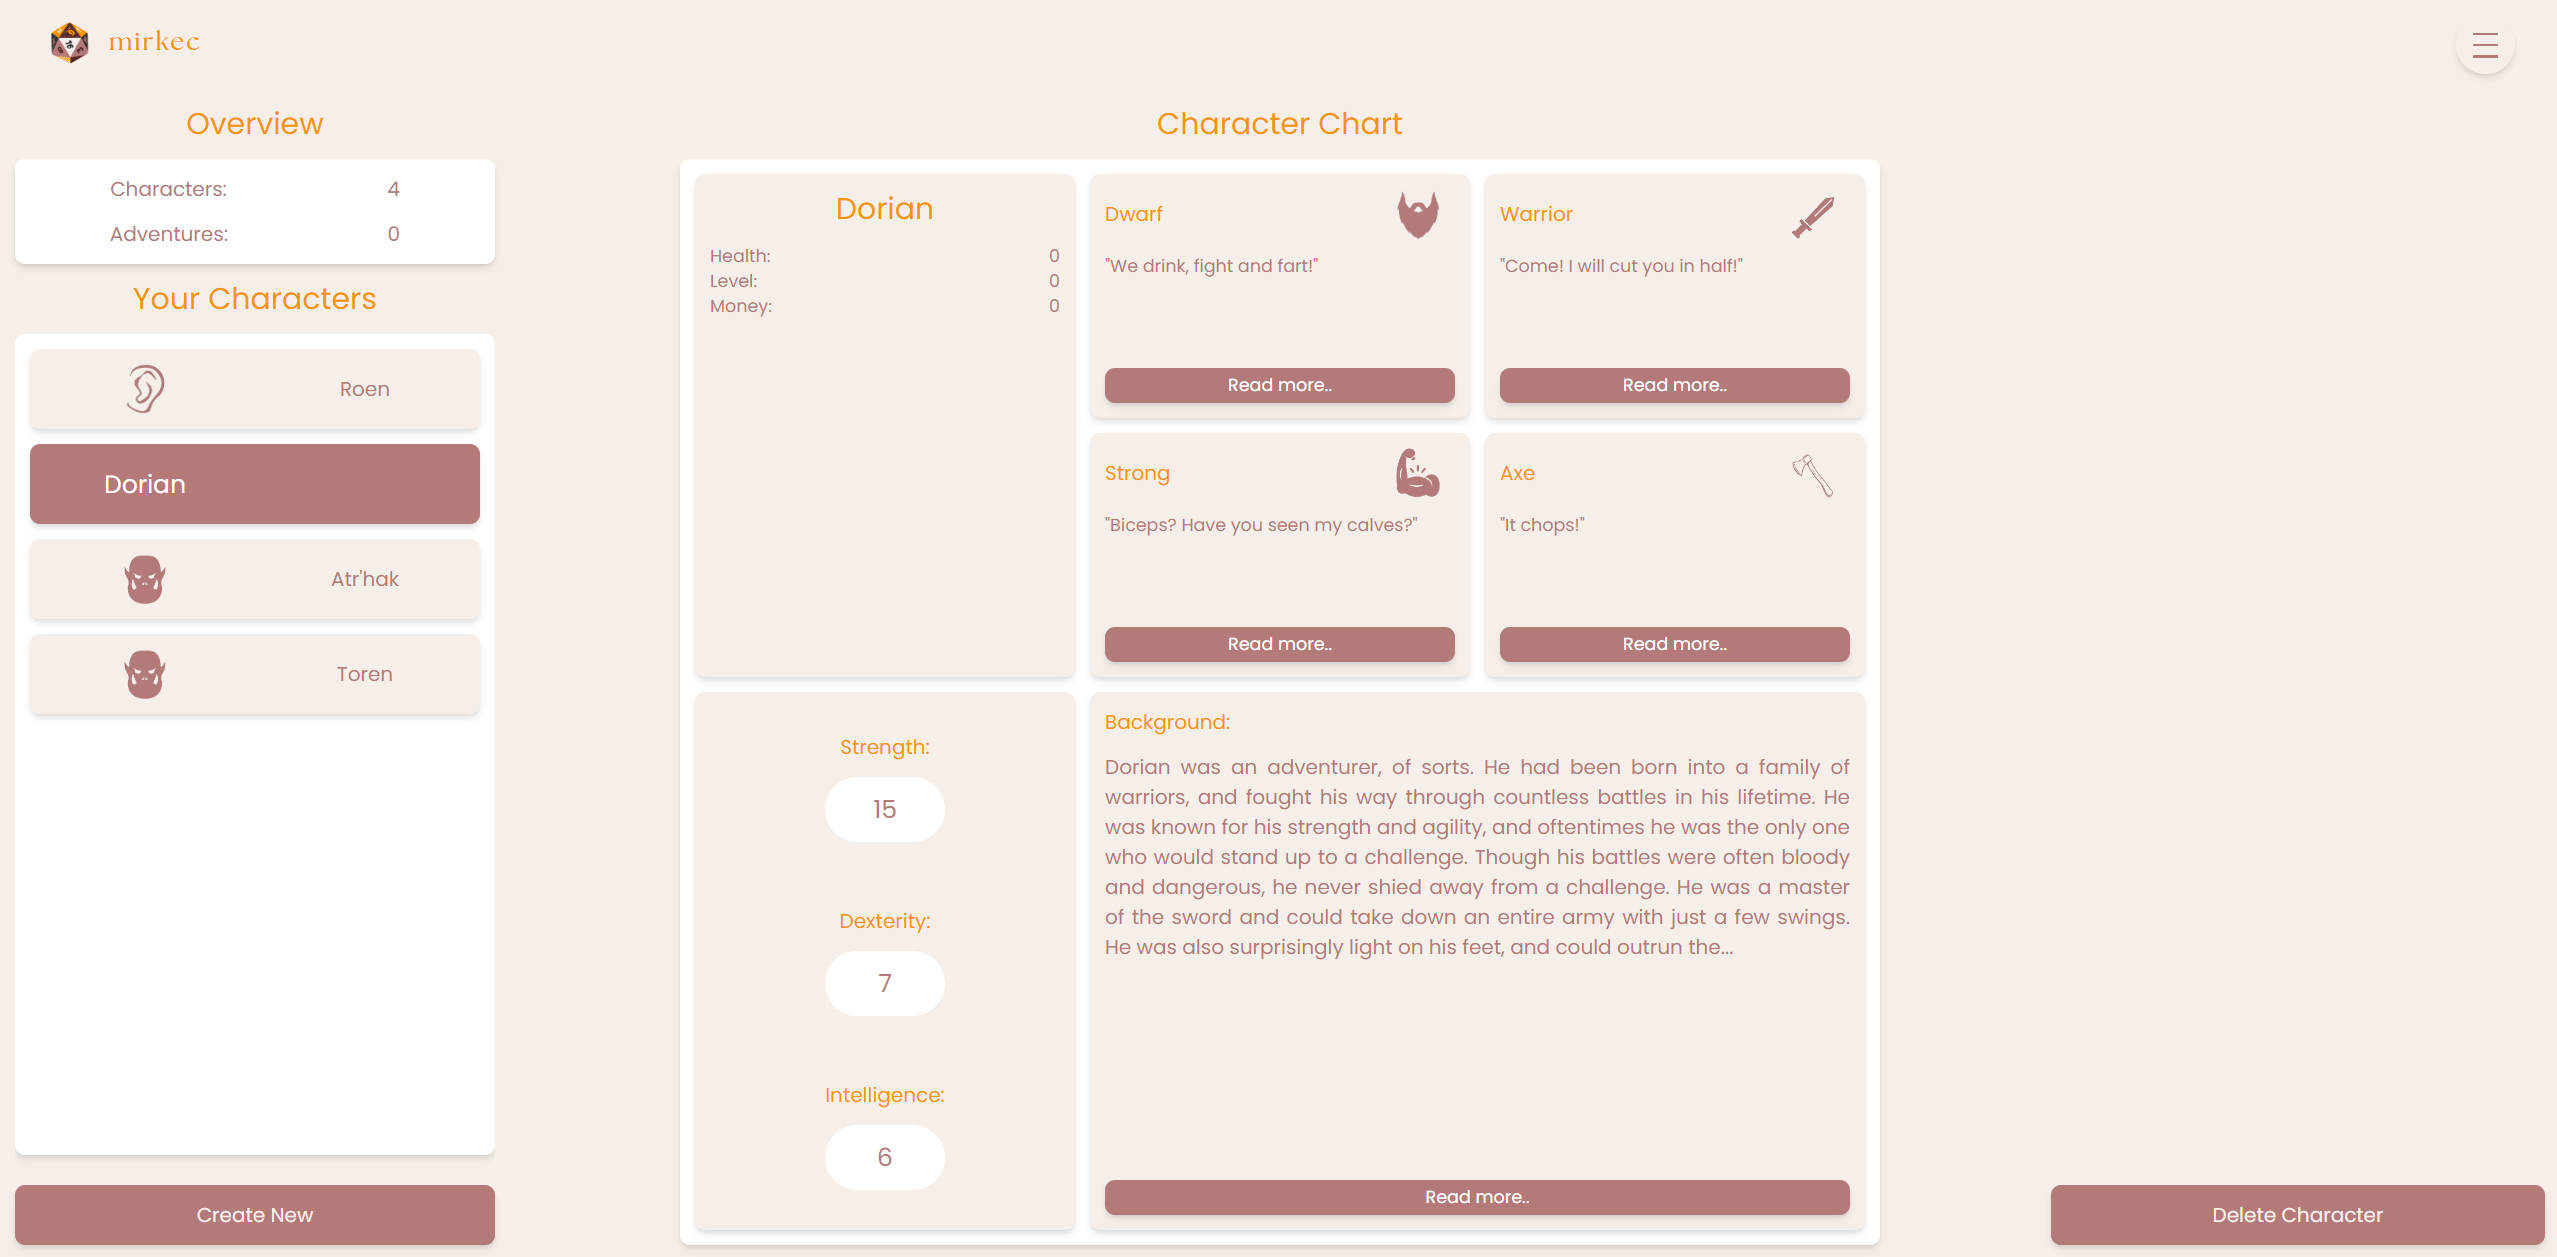 mirkec
Overview
Characters: 4
Adventures: 0
Your Characters
Roen
Dorian
Atr'hak
Toren
Create New
Character Chart
Dorian
Health: 0
Level: 0
Money: 0
Dwarf
"We drink, fight and fart!"
Read more..
Warrior
"Come! I will cut you in half!"
Read more..
Strong
"Biceps? Have you seen my calves?"
Read more..
Axe
"It chops!"
Read more..
Strength:
15
Dexterity:
7
Intelligence:
6
Background:
Dorian was an adventurer, of sorts. He had been born into a family of
warriors, and fought his way through countless battles in his lifetime. He
was known for his strength and agility, and oftentimes he was the only one
who would stand up to a challenge. Though his battles were often bloody
and dangerous, he never shied away from a challenge. He was a master
of the sword and could take down an entire army with just a few swings.
He was also surprisingly light on his feet, and could outrun the...
Read more..
Delete Character